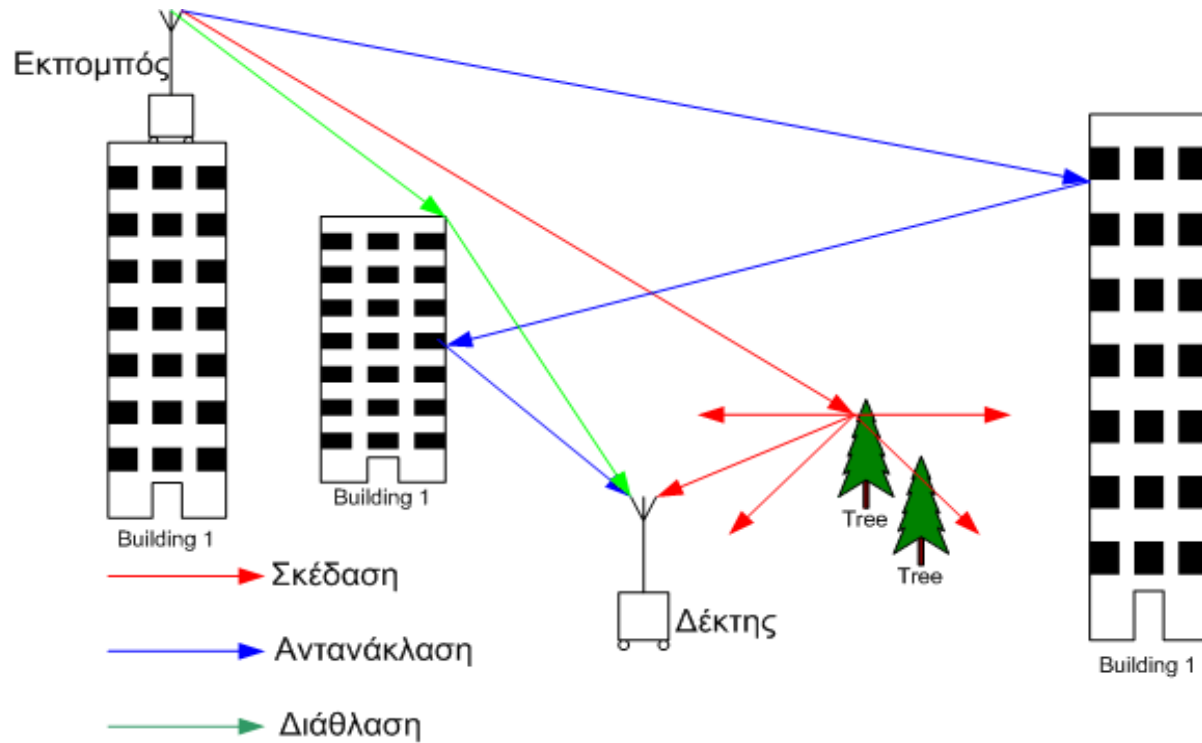 Εκπομπός
Building 1
Building 1
Tree
Tree
Δέκτης
Building 1
Σκέδαση
Αντανάκλαση
Διάθλαση